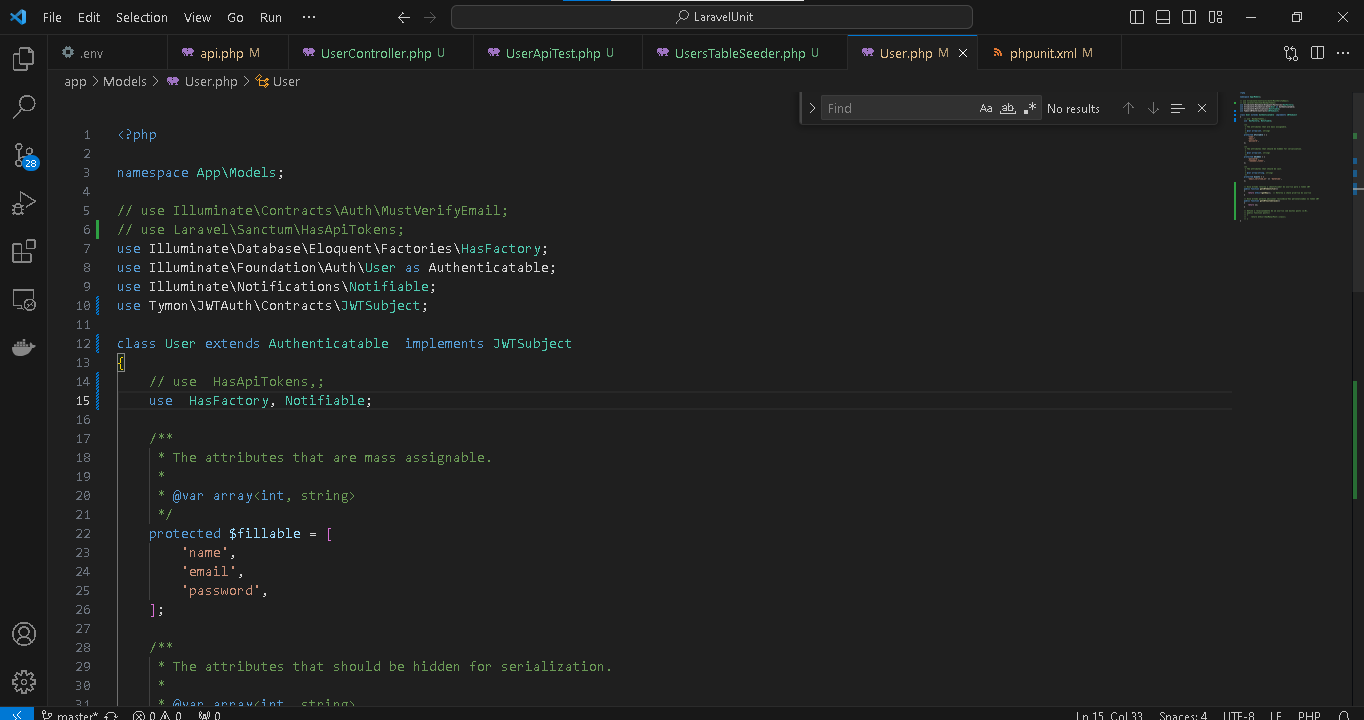 File Edit Selection View Go Run ··· LaravelUnit
.env api.php M UserController.php U UserApiTest.php U UsersTableSeeder.php U User.php M phpunit.xml M
app > Models > User.php > User
Find Aa ab .* No results
1 <?php
2
3 namespace App\Models;
4
5 // use Illuminate\Contracts\Auth\MustVerifyEmail;
6 // use Laravel\Sanctum\HasApiTokens;
7 use Illuminate\Database\Eloquent\Factories\HasFactory;
8 use Illuminate\Foundation\Auth\User as Authenticatable;
9 use Illuminate\Notifications\Notifiable;
10 use Tymon\JWTAuth\Contracts\JWTSubject;
11
12 class User extends Authenticatable  implements JWTSubject
13 {
14     // use  HasApiTokens,;
15     use  HasFactory, Notifiable;
16
17     /**
18      * The attributes that are mass assignable.
19      *
20      * @var array<int, string>
21      */
22     protected $fillable = [
23         'name',
24         'email',
25         'password',
26     ];
27
28     /**
29      * The attributes that should be hidden for serialization.
30      *
31      * @var array<int, string>
28
master* 0 0 0 Ln 15, Col 33 Spaces: 4 UTF-8 LF PHP